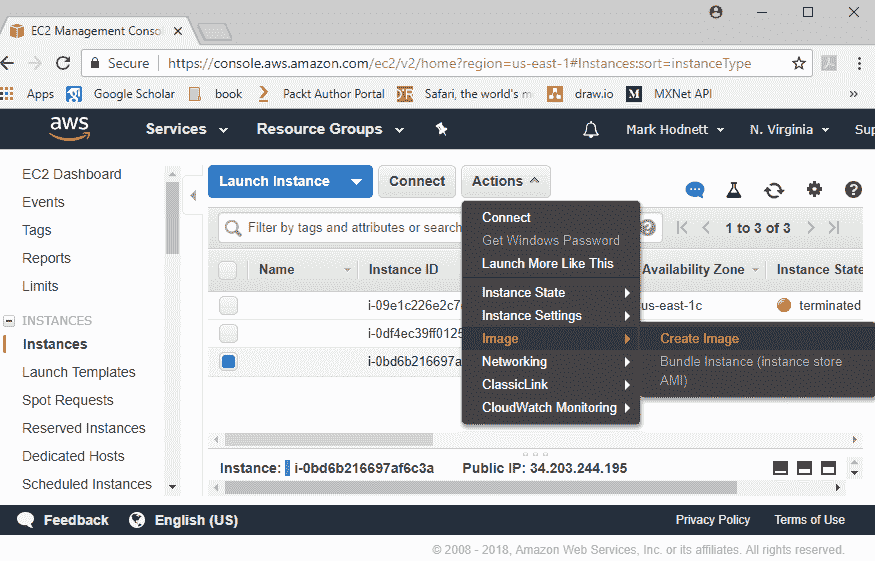 EC2 Management Conso
Secure
https://console.aws.amazon.com/ec2/v2/home?region=us-east-1#Instances:sort=instanceType
Apps
Google Scholar
book
Packt Author Portal
Safari, the world's m
draw.io
M
MXNet API
»
aws
Services
Resource Groups
Mark Hodnett
N. Virginia
Sup
EC2 Dashboard
Events
Tags
Reports
Limits
INSTANCES
Instances
Launch Templates
Spot Requests
Reserved Instances
Dedicated Hosts
Scheduled Instances
Launch Instance
Connect
Actions
Filter by tags and attributes or search
1 to 3 of 3
Name
Instance ID
Availability Zone
Instance State
i-09e1c226e2c7
us-east-1c
terminated
i-0df4ec39ff0125
i-0bd6b216697a
Connect
Get Windows Password
Launch More Like This
Instance State
Instance Settings
Image
Networking
ClassicLink
CloudWatch Monitoring
Create Image
Bundle Instance (instance store
AMI)
Instance: i-0bd6b216697af6c3a Public IP: 34.203.244.195
Feedback
English (US)
Privacy Policy
Terms of Use
© 2008 - 2018, Amazon Web Services, Inc. or its affiliates. All rights reserved.